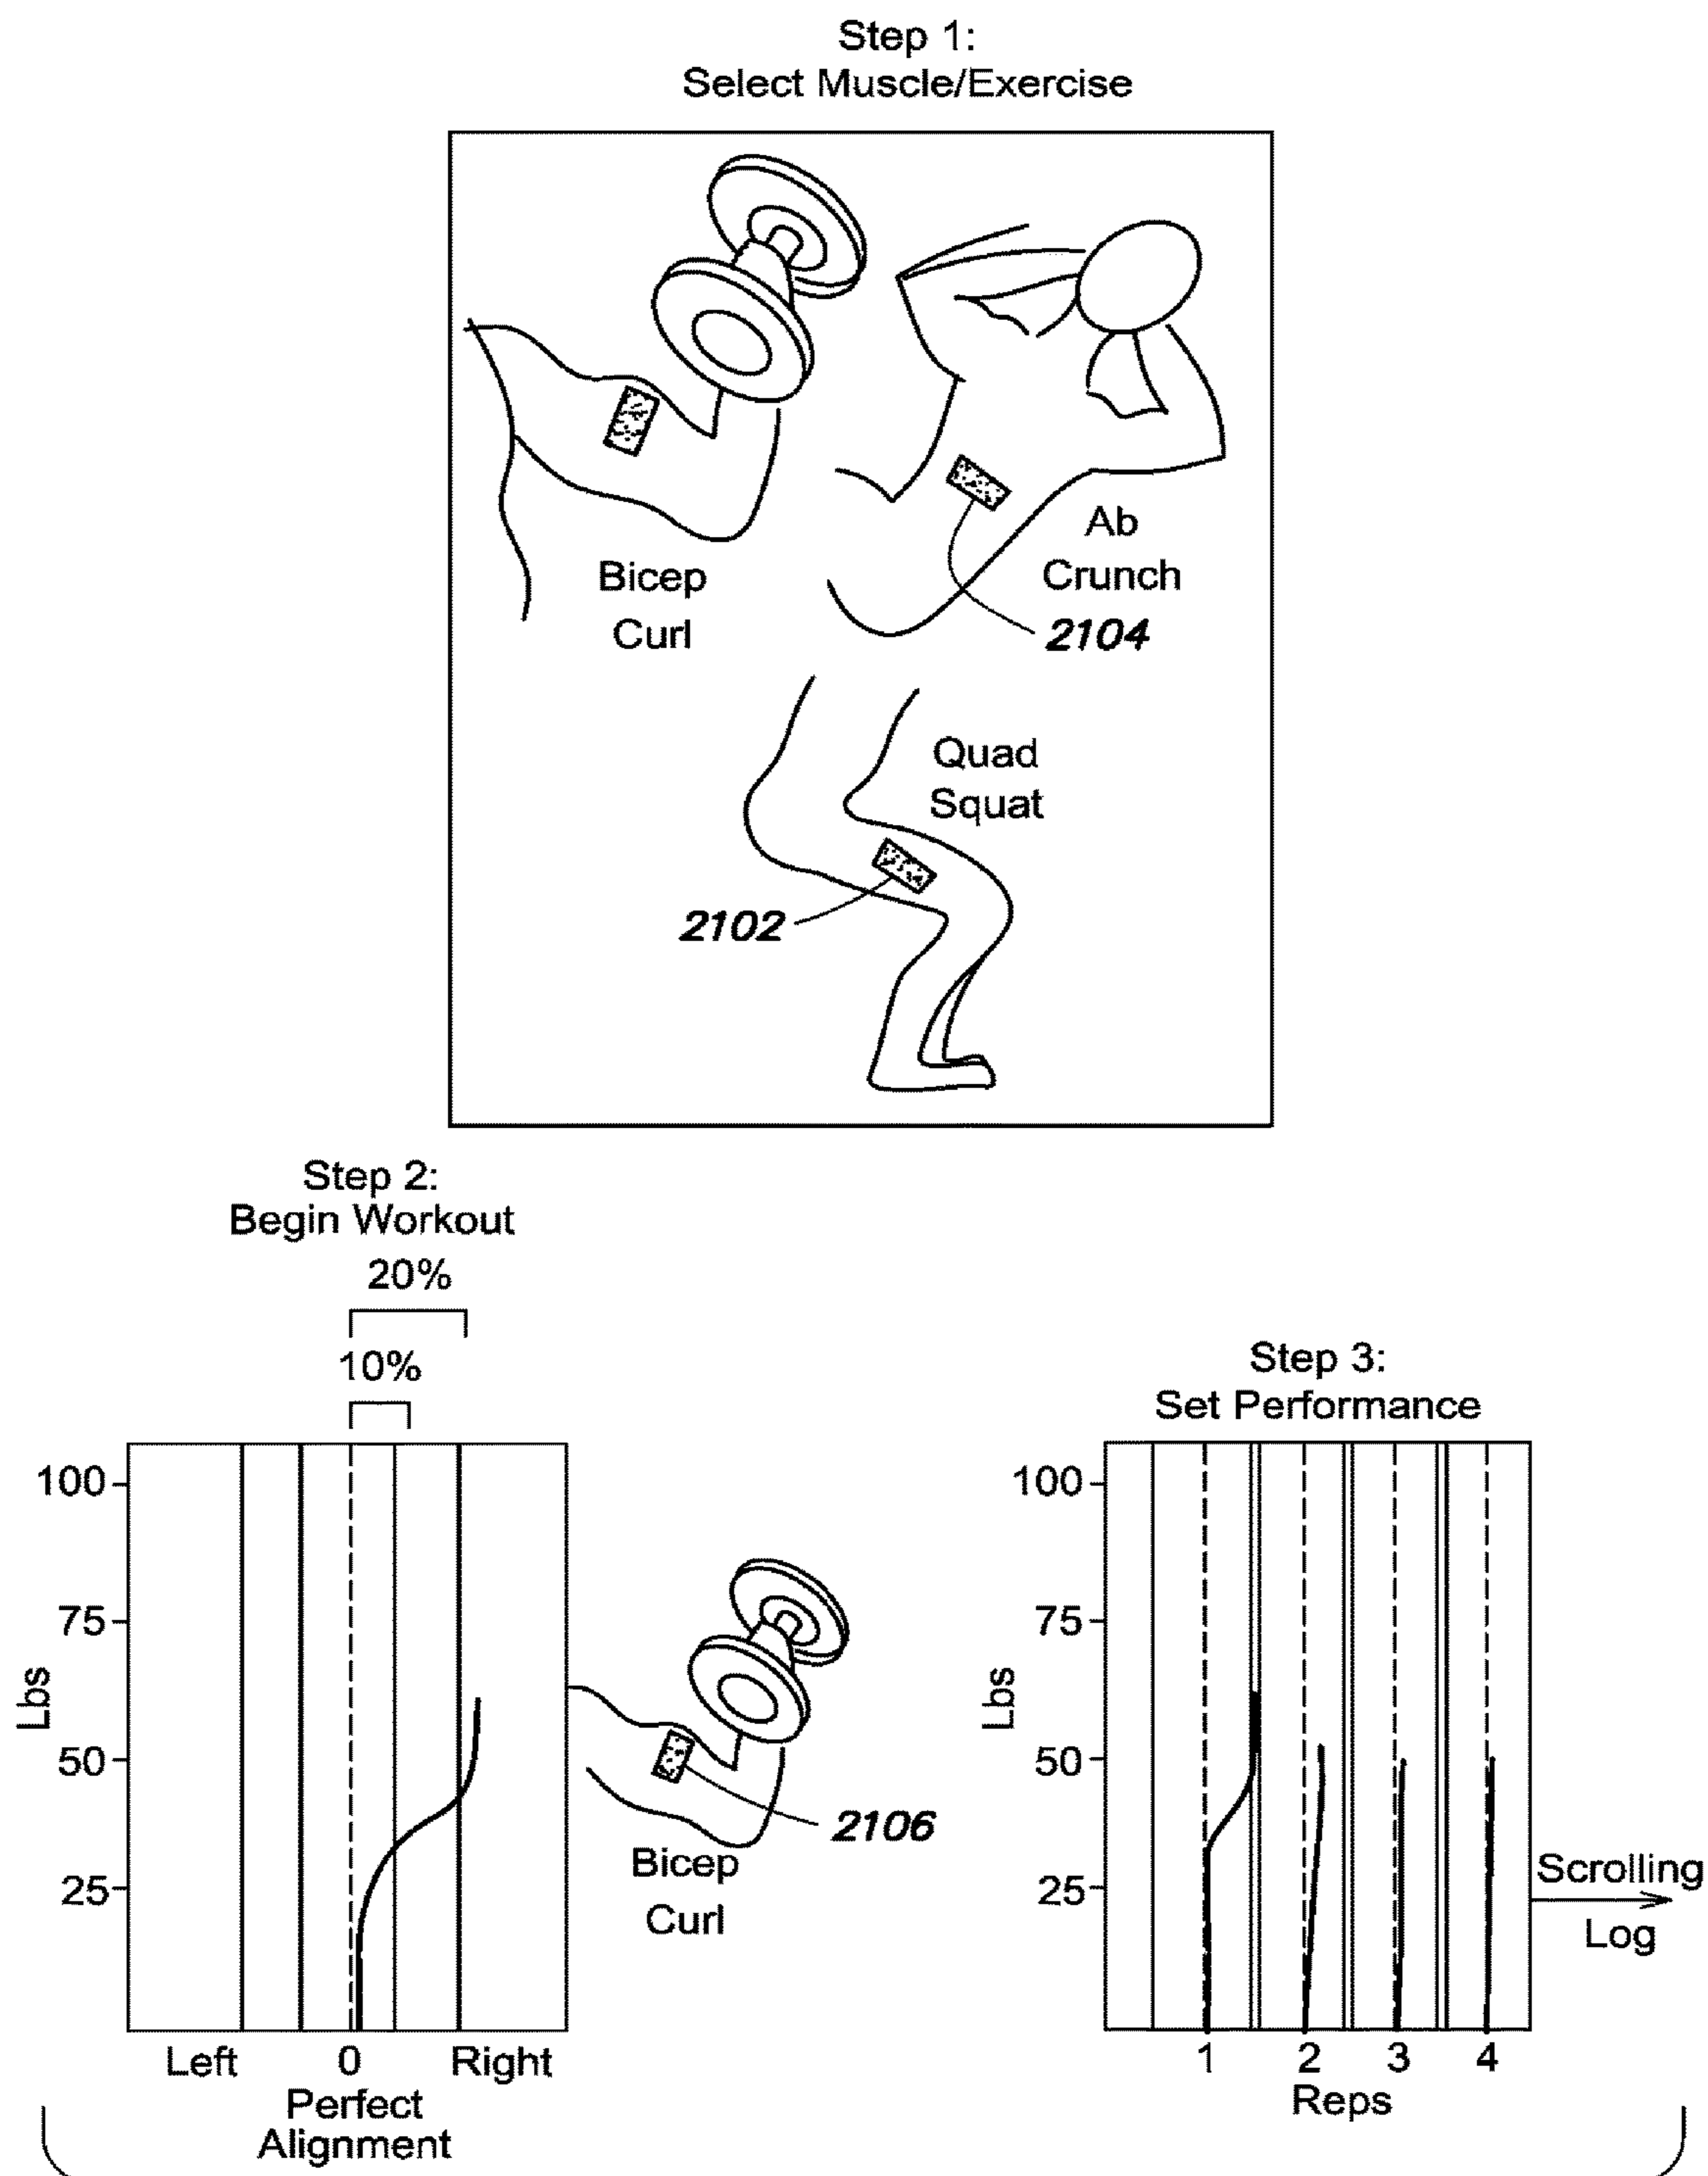 Step 1:
Select Muscle/Exercise
Bicep
Curl
Ab
Crunch
2104
Quad
Squat
2102
Step 2:
Begin Workout
20%
10%
100
75
50
25
Lbs
Left 0 Right
Perfect
Alignment
2106
Bicep
Curl
Step 3:
Set Performance
100
75
50
25
Lbs
1 2 3 4
Reps
Scrolling
Log